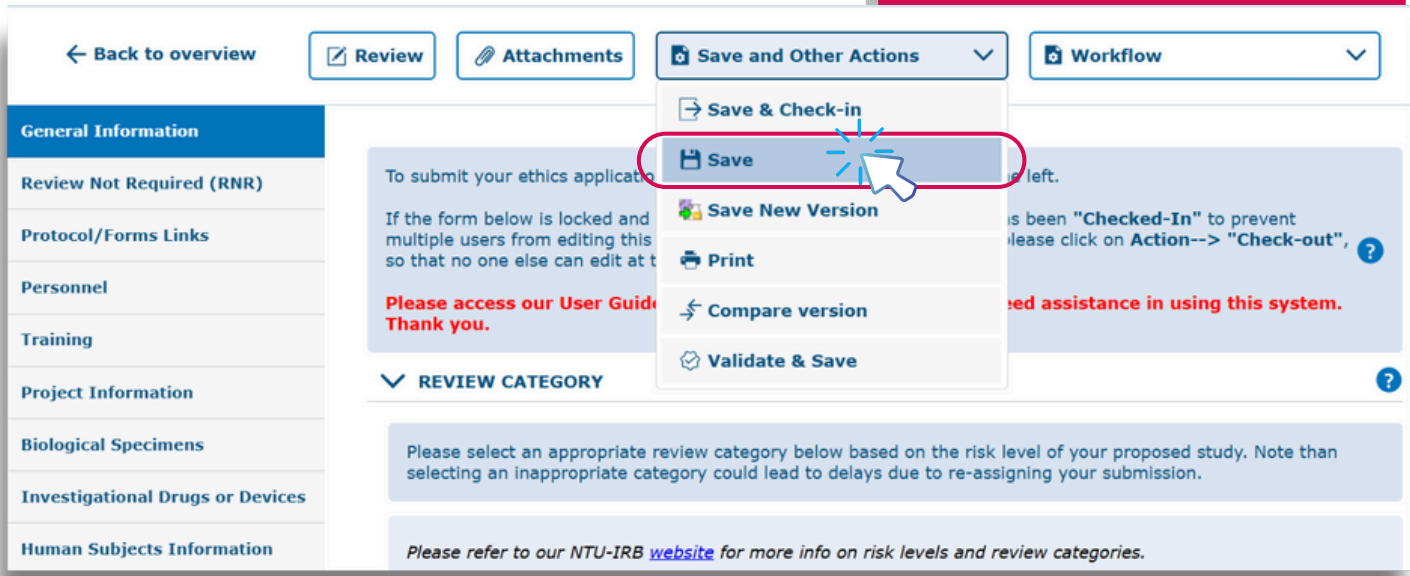 ← Back to overview
Review
Attachments
Save and Other Actions
Workflow
Save & Check-in
Save
Save New Version
Print
Compare version
Validate & Save
General Information
Review Not Required (RNR)
Protocol/Forms Links
Personnel
Training
Project Information
Biological Specimens
Investigational Drugs or Devices
Human Subjects Information
To submit your ethics left.
If the form below is locked and been "Checked-In" to prevent
multiple users from editing this please click on Action--> "Check-out",
so that no one else can edit at
Please access our User assistance in using this system.
Thank you.
?
REVIEW CATEGORY
?
Please select an appropriate review category below based on the risk level of your proposed study. Note than
selecting an inappropriate category could lead to delays due to re-assigning your submission.
Please refer to our NTU-IRB website for more info on risk levels and review categories.